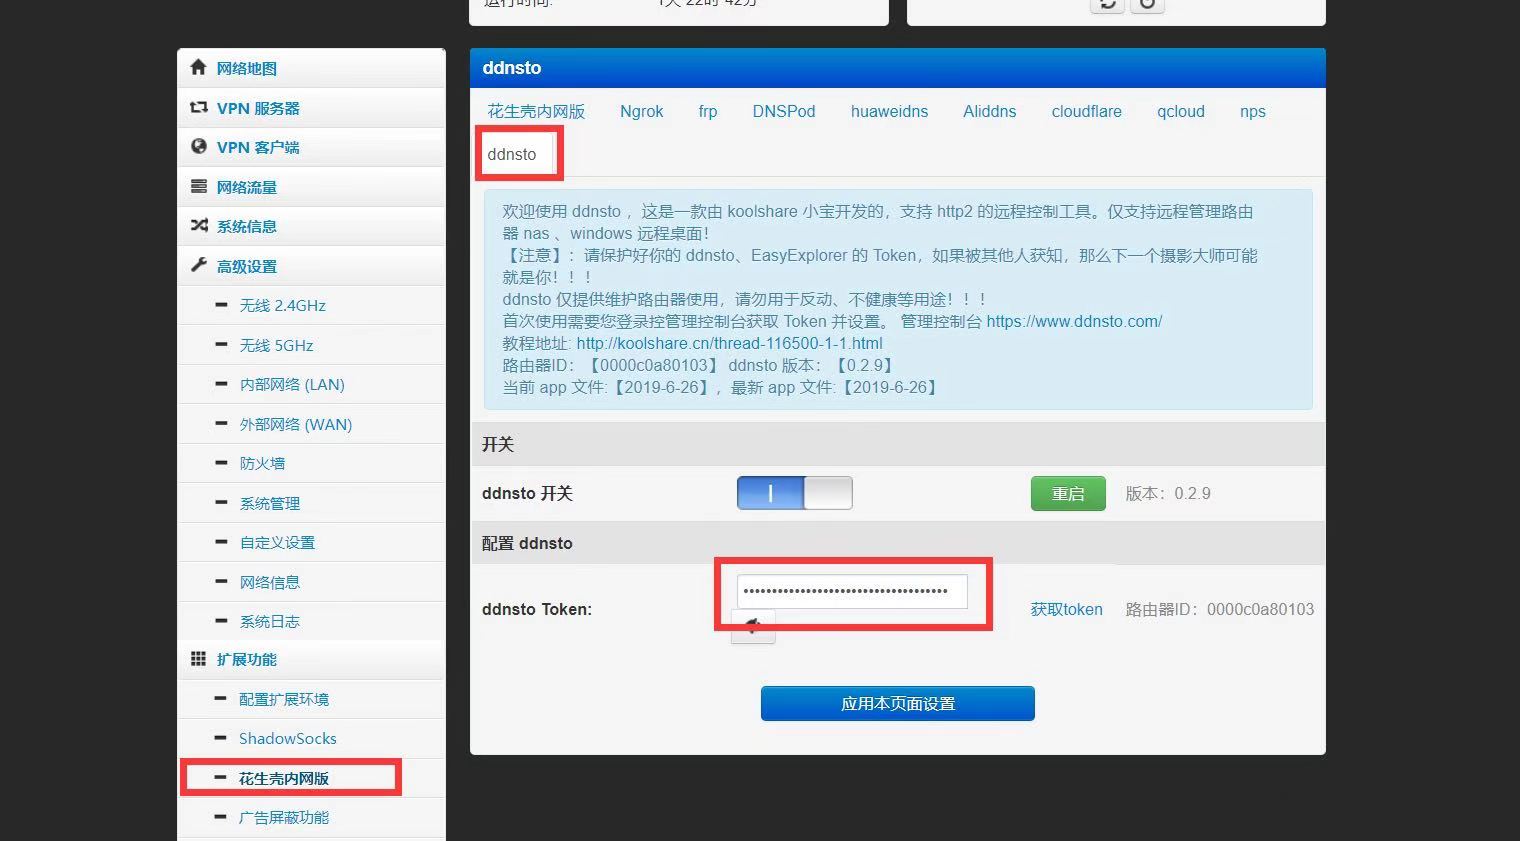 运行时间:
1天 22时 42分
网络地图
VPN 服务器
VPN 客户端
网络流量
系统信息
高级设置
无线 2.4GHz
无线 5GHz
内部网络 (LAN)
外部网络 (WAN)
防火墙
系统管理
自定义设置
网络信息
系统日志
扩展功能
配置扩展环境
ShadowSocks
花生壳内网版
广告屏蔽功能
ddnsto
花生壳内网版 Ngrok frp DNSPod huaweidns Aliddns cloudflare qcloud nps
ddnsto
欢迎使用 ddnsto ，这是一款由 koolshare 小宝开发的，支持 http2 的远程控制工具。仅支持远程管理路由
器 nas 、windows 远程桌面！
【注意】：请保护好你的 ddnsto、EasyExplorer 的 Token，如果被其他人获知，那么下一个摄影大师可能
就是你！！！
ddnsto 仅提供维护路由器使用，请勿用于反动、不健康等用途！！！
首次使用需要您登录控管理控制台获取 Token 并设置。 管理控制台 https://www.ddnsto.com/
教程地址: http://koolshare.cn/thread-116500-1-1.html
路由器ID：【0000c0a80103】 ddnsto 版本：【0.2.9】
当前 app 文件:【2019-6-26】，最新 app 文件:【2019-6-26】
开关
ddnsto 开关
重启 版本：0.2.9
配置 ddnsto
ddnsto Token:
获取token 路由器ID：0000c0a80103
应用本页面设置